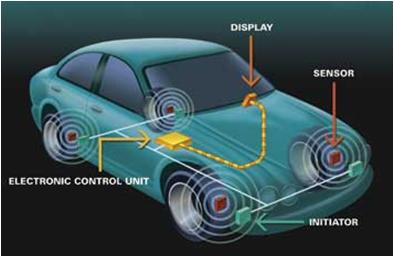 DISPLAY
SENSOR
ELECTRONIC CONTROL UNIT
INITIATOR